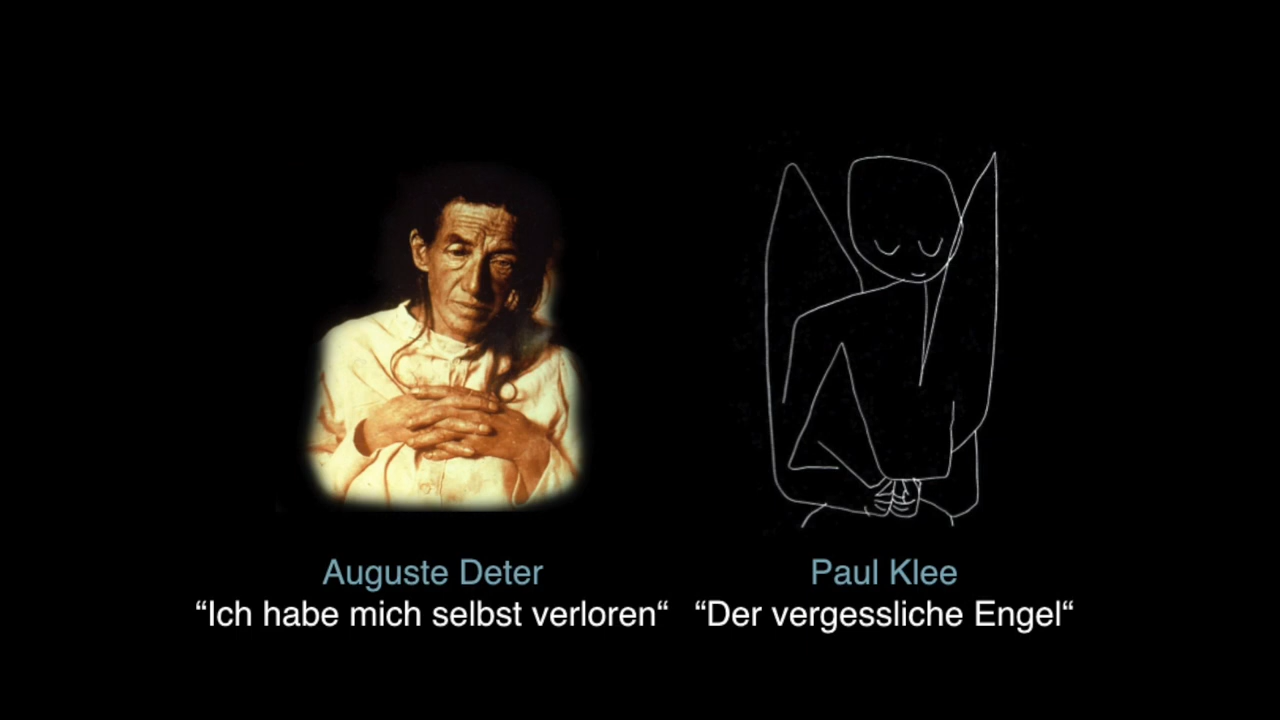 Auguste Deter
“Ich habe mich selbst verloren“
Paul Klee
“Der vergessliche Engel“